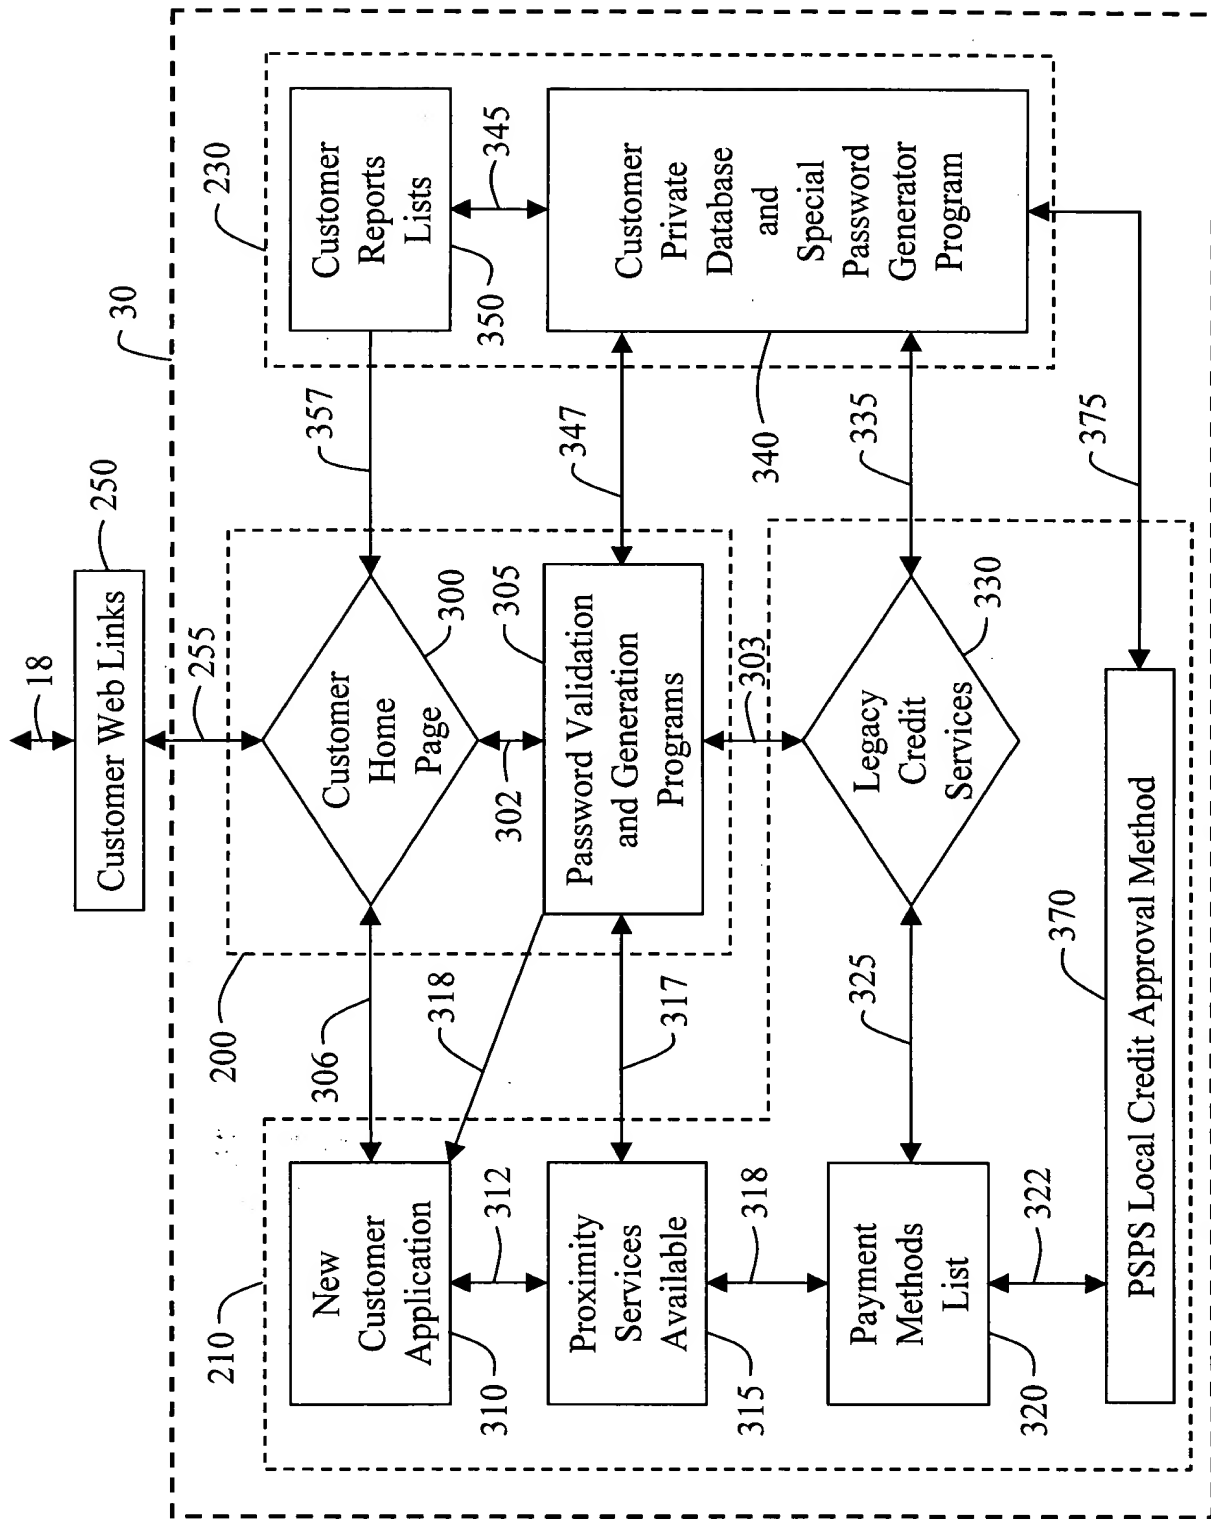 18
Customer Web Links
250
255
30
200
Customer
Home
Page
300
302
Password Validation
and Generation
Programs
305
303
306
318
317
357
347
230
Customer
Reports
Lists
350
345
Customer
Private
Database
and
Special
Password
Generator
Program
340
335
375
210
New
Customer
Application
310
312
Proximity
Services
Available
315
318
Payment
Methods
List
320
322
325
Legacy
Credit
Services
330
PSPS Local Credit Approval Method
370